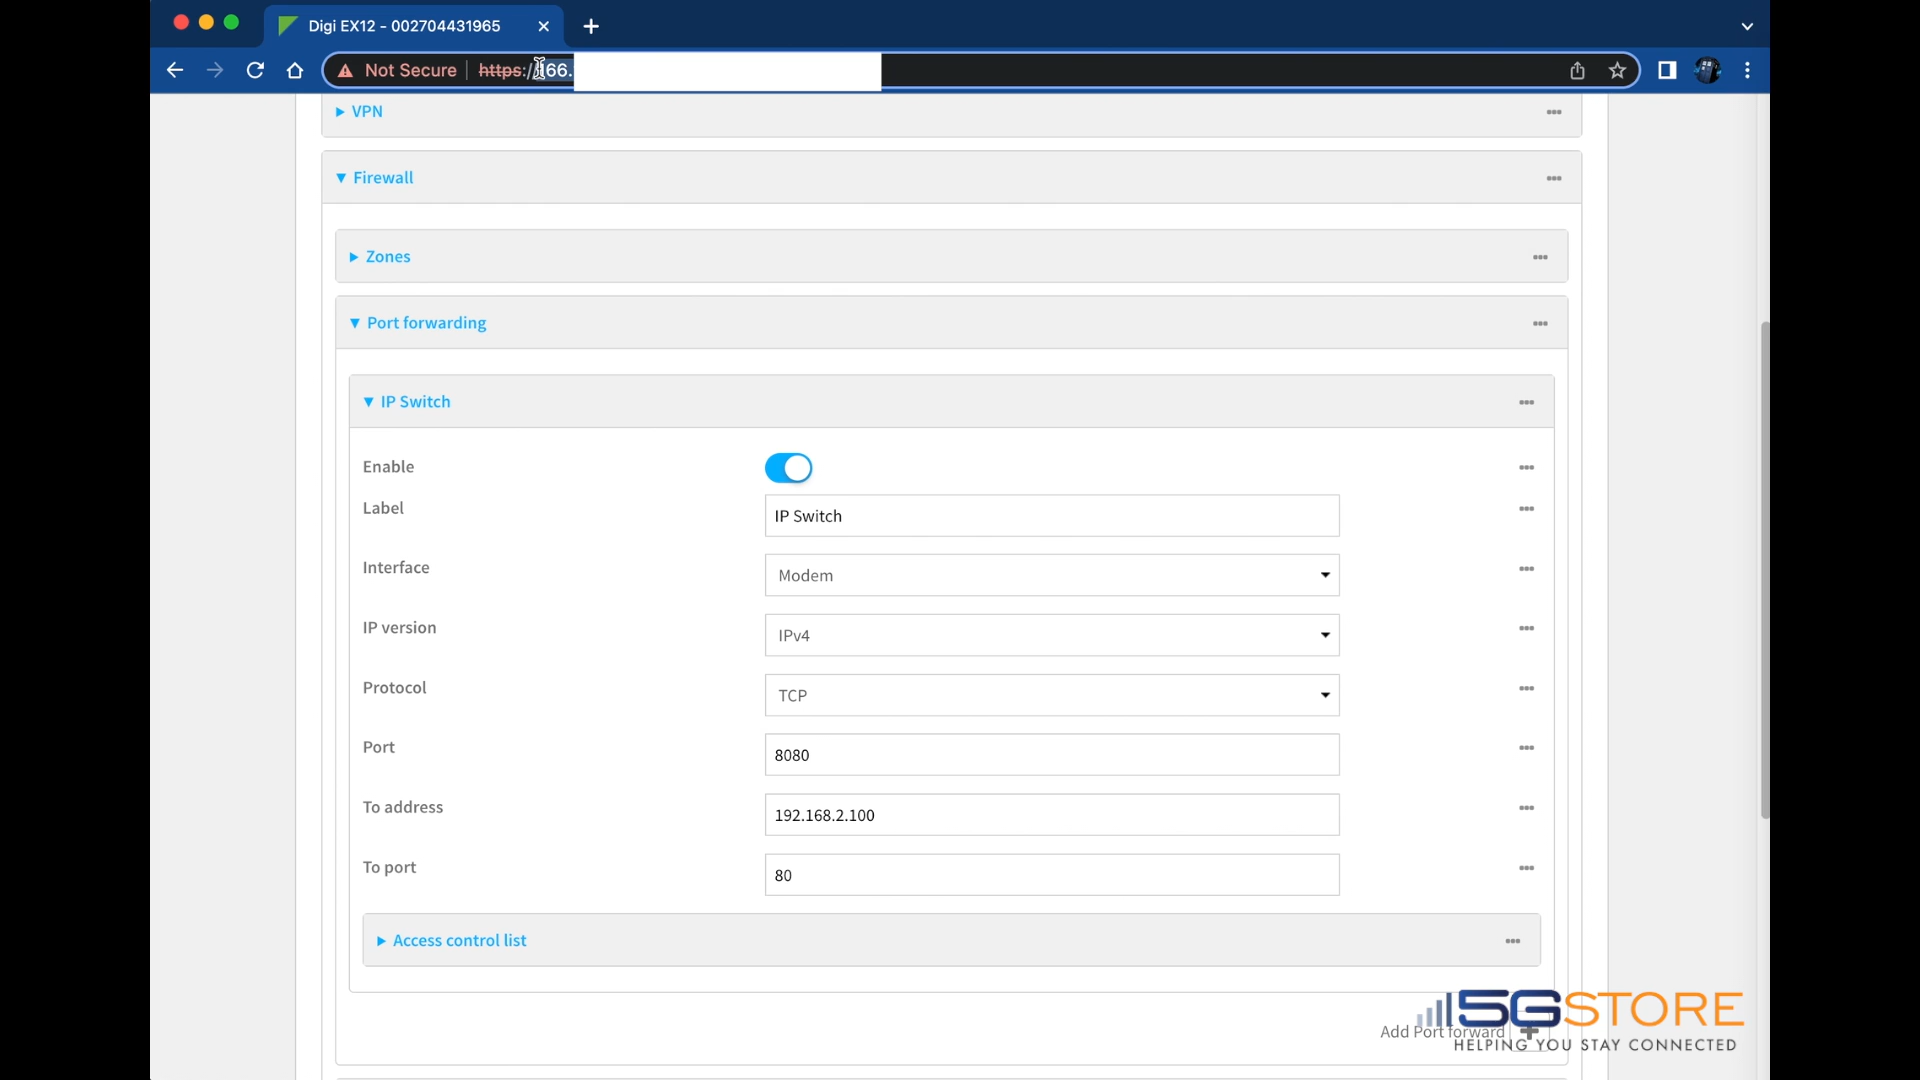 Digi EX12 - 002704431965
Not Secure https://166.
VPN
Firewall
Zones
Port forwarding
IP Switch
Enable
Label
IP Switch
Interface
Modem
IP version
IPv4
Protocol
TCP
Port
8080
To address
192.168.2.100
To port
80
Access control list
Add Port forward
5GSTORE
HELPING YOU STAY CONNECTED